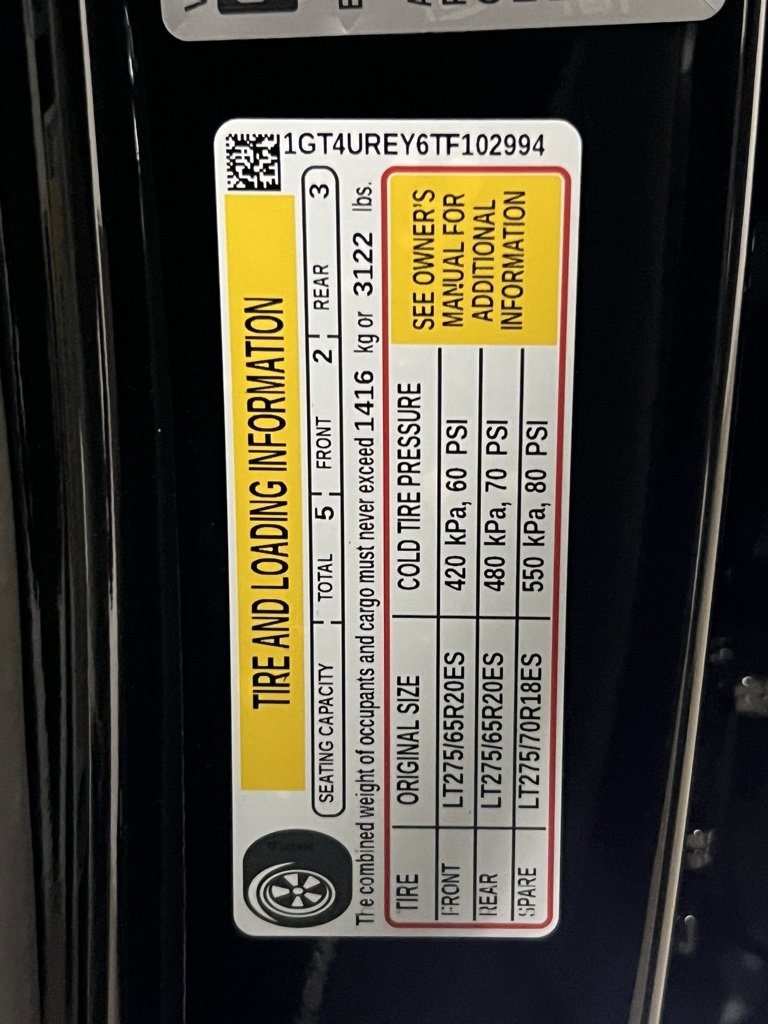 1GT4UREY6TF102994
TIRE AND LOADING INFORMATION
SEATING CAPACITY TOTAL 5 FRONT 2 REAR 3
The combined weight of occupants and cargo must never exceed 1416 kg or 3122 lbs.
TIRE ORIGINAL SIZE COLD TIRE PRESSURE
FRONT LT275/65R20ES 420 kPa, 60 PSI
REAR LT275/65R20ES 480 kPa, 70 PSI
SPARE LT275/70R18ES 550 kPa, 80 PSI
SEE OWNER'S
MANUAL FOR
ADDITIONAL
INFORMATION